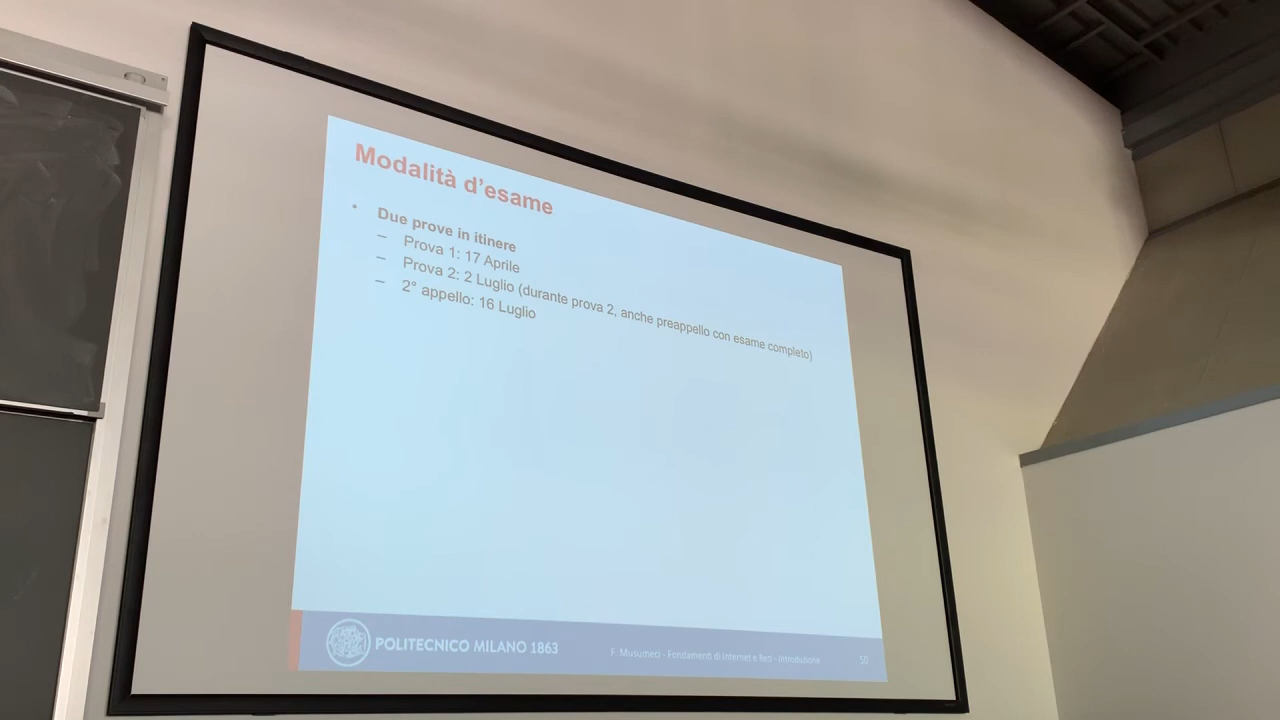 Modalità d'esame
• Due prove in itinere
– Prova 1: 17 Aprile
– Prova 2: 2 Luglio (durante prova 2, anche preappello con esame completo)
– 2° appello: 16 Luglio
POLITECNICO MILANO 1863
F. Musumeci - Fondamenti di Internet e Reti - Introduzione
50